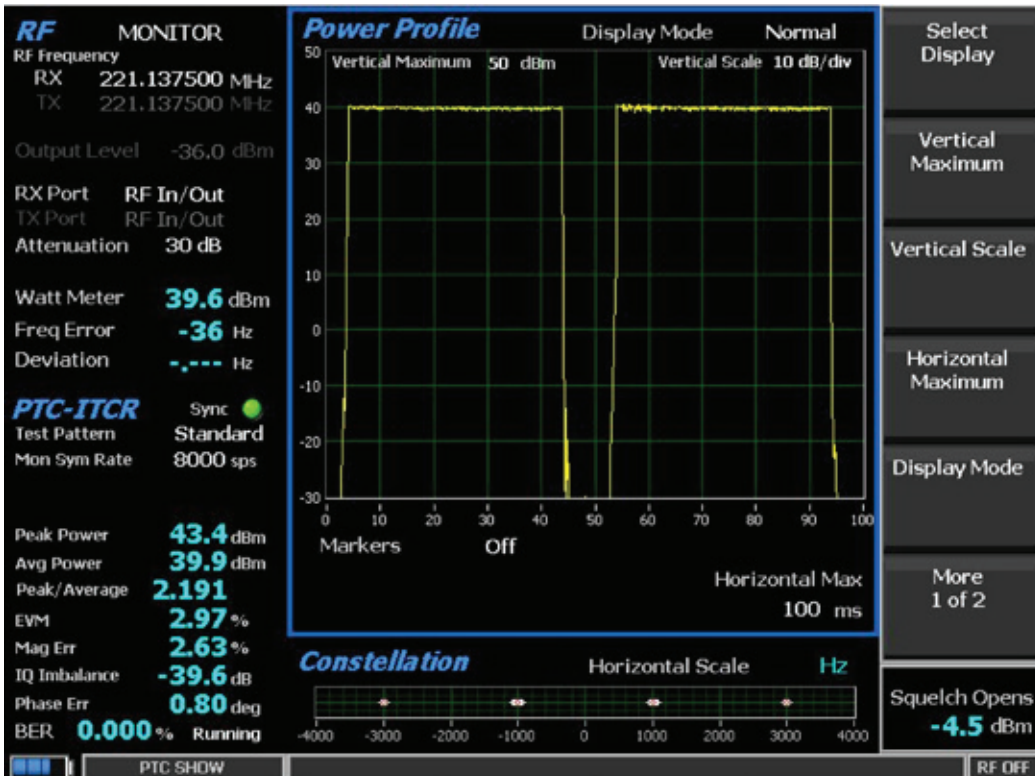 RF MONITOR
RF Frequency
RX 221.137500 MHz
TX 221.137500 MHz
Output Level -36.0 dBm
RX Port RF In/Out
TX Port RF In/Out
Attenuation 30 dB
Watt Meter 39.6 dBm
Freq Error -36 Hz
Deviation -.--- Hz
PTC-ITCR Sync
Test Pattern Standard
Mon Sym Rate 8000 sps
Peak Power 43.4 dBm
Avg Power 39.9 dBm
Peak/Average 2.191
EVM 2.97 %
Mag Err 2.63 %
IQ Imbalance -39.6 dB
Phase Err 0.80 deg
BER 0.000 % Running
Power Profile Display Mode Normal
Vertical Maximum 50 dBm Vertical Scale 10 dB/div
50
40
30
20
10
0
-10
-20
-30
0 10 20 30 40 50 60 70 80 90 100
Markers Off
Horizontal Max
100 ms
Constellation Horizontal Scale Hz
-4000 -3000 -2000 -1000 0 1000 2000 3000 4000
Select
Display
Vertical
Maximum
Vertical Scale
Horizontal
Maximum
Display Mode
More
1 of 2
Squelch Opens
-4.5 dBm
PTC SHOW
RF OFF